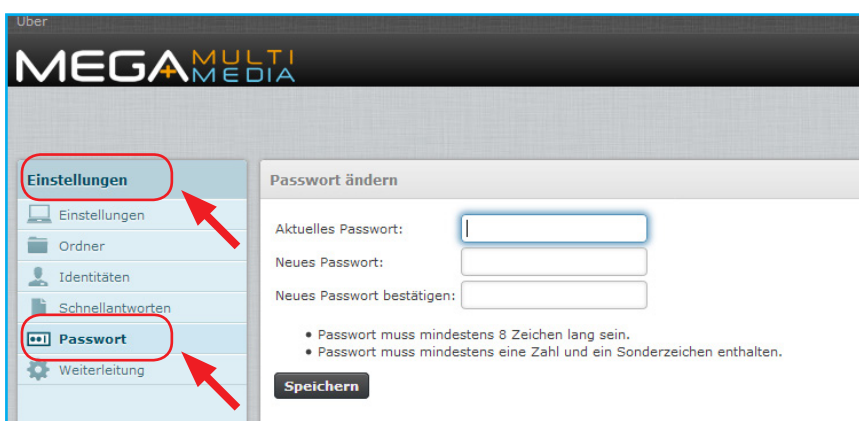 Über
MEGA MULTI
MEDIA
Einstellungen
Einstellungen
Ordner
Identitäten
Schnellantworten
Passwort
Weiterleitung
Passwort ändern
Aktuelles Passwort:
Neues Passwort:
Neues Passwort bestätigen:
• Passwort muss mindestens 8 Zeichen lang sein.
• Passwort muss mindestens eine Zahl und ein Sonderzeichen enthalten.
Speichern